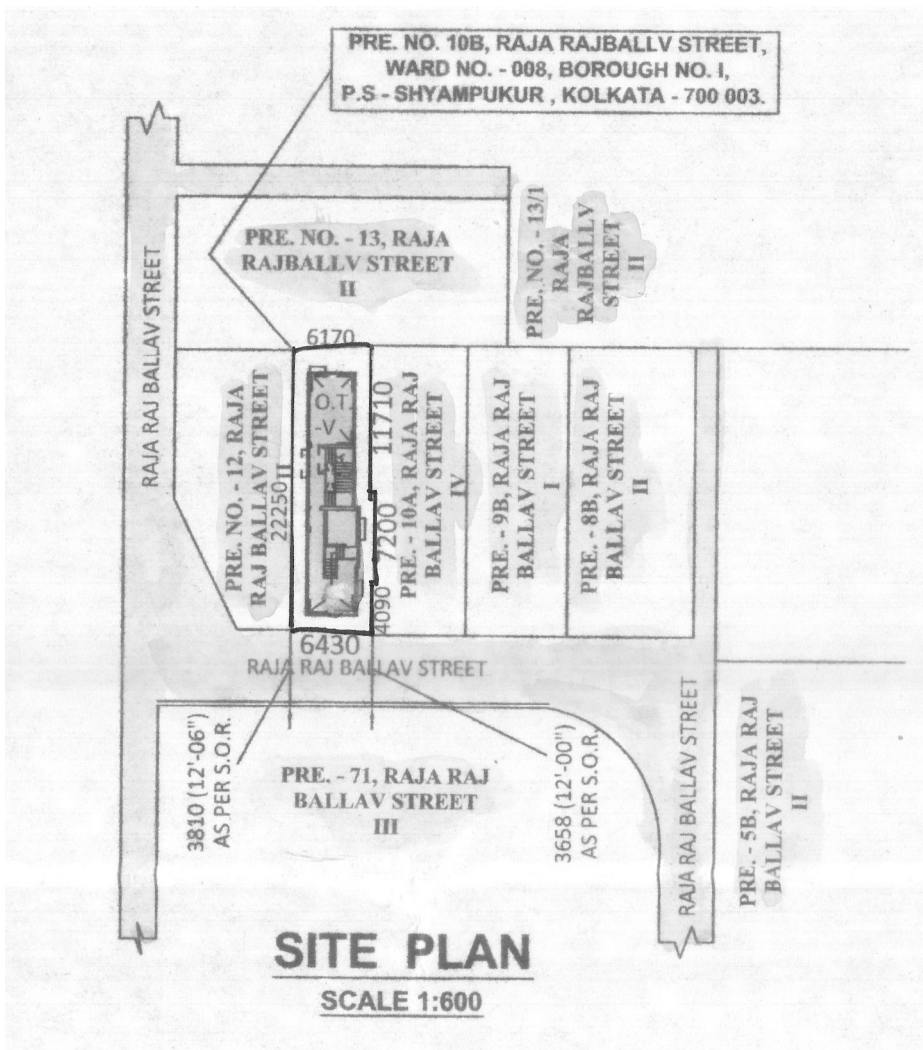 PRE. NO. 10B, RAJA RAJBALLV STREET,
WARD NO. - 008, BOROUGH NO. I,
P.S - SHYAMPUKUR , KOLKATA - 700 003.
RAJA RAJ BALLAV STREET
PRE. NO. - 13, RAJA
RAJBALLV STREET
II
PRE. NO. - 13/1
RAJA
RAJBALLV
STREET
II
6170
PRE. NO. - 12, RAJA
RAJ BALLAV STREET
II
22250
O.T.
-V
11710
7200
4090
PRE. - 10A, RAJA RAJ
BALLAV STREET
IV
PRE. - 9B, RAJA RAJ
BALLAV STREET
I
PRE. - 8B, RAJA RAJ
BALLAV STREET
II
6430
RAJA RAJ BALLAV STREET
3810 (12'-06")
AS PER S.O.R.
PRE. - 71, RAJA RAJ
BALLAV STREET
III
3658 (12'-00")
AS PER S.O.R.
RAJA RAJ BALLAV STREET
PRE. - 5B, RAJA RAJ
BALLAV STREET
II
SITE PLAN
SCALE 1:600